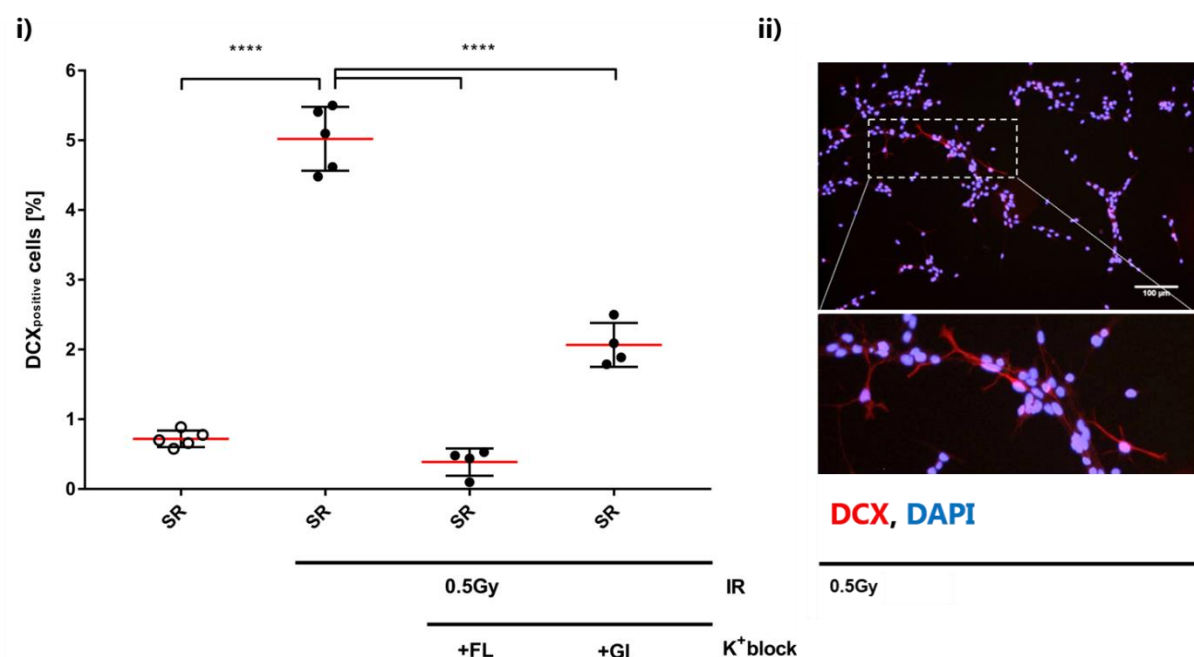 i)
****
****
6
5
4
3
2
1
0
DCXpositive cells [%]
SR
SR
SR
SR
0.5Gy
IR
+FL
+GI
K+block
ii)
100 µm
DCX, DAPI
0.5Gy